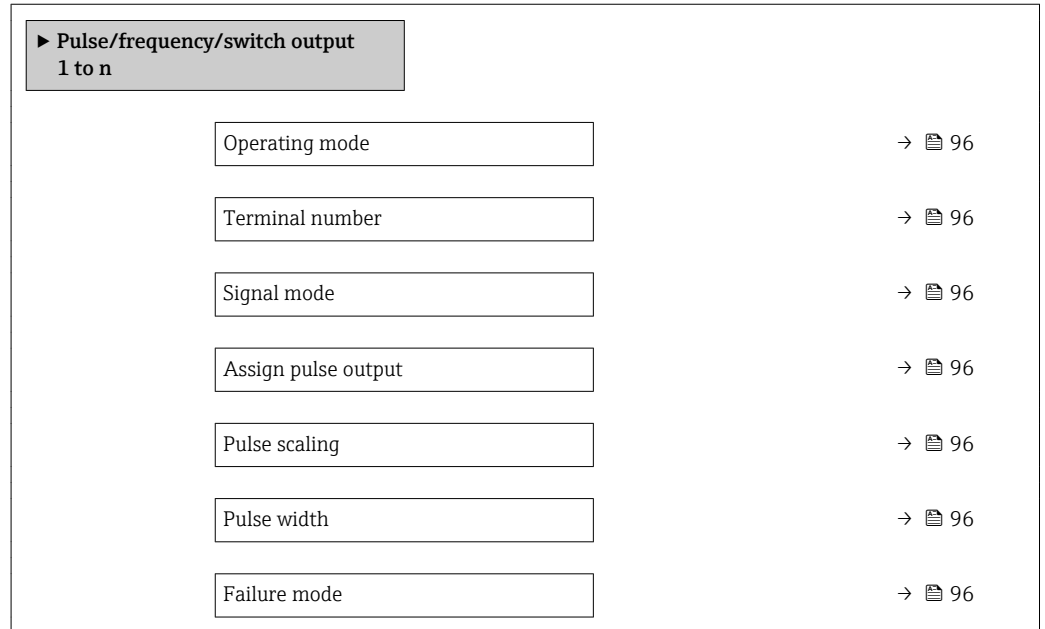 ► Pulse/frequency/switch output
1 to n
Operating mode → 96
Terminal number → 96
Signal mode → 96
Assign pulse output → 96
Pulse scaling → 96
Pulse width → 96
Failure mode → 96